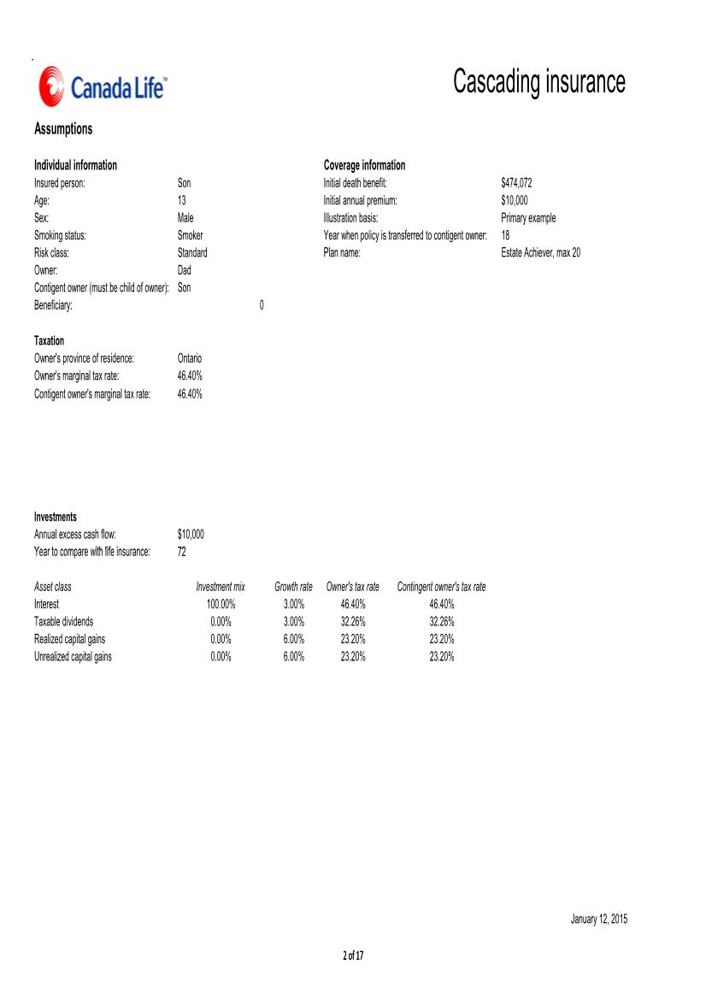 Canada Life™
Cascading insurance
Assumptions
Individual information
Insured person: Son
Age: 13
Sex: Male
Smoking status: Smoker
Risk class: Standard
Owner: Dad
Contigent owner (must be child of owner): Son
Beneficiary: 0
Coverage information
Initial death benefit: $474,072
Initial annual premium: $10,000
Illustration basis: Primary example
Year when policy is transferred to contigent owner: 18
Plan name: Estate Achiever, max 20
Taxation
Owner's province of residence: Ontario
Owner's marginal tax rate: 46.40%
Contigent owner's marginal tax rate: 46.40%
Investments
Annual excess cash flow: $10,000
Year to compare with life insurance: 72
Asset class Investment mix Growth rate Owner's tax rate Contingent owner's tax rate
Interest 100.00% 3.00% 46.40% 46.40%
Taxable dividends 0.00% 3.00% 32.26% 32.26%
Realized capital gains 0.00% 6.00% 23.20% 23.20%
Unrealized capital gains 0.00% 6.00% 23.20% 23.20%
January 12, 2015
2 of 17